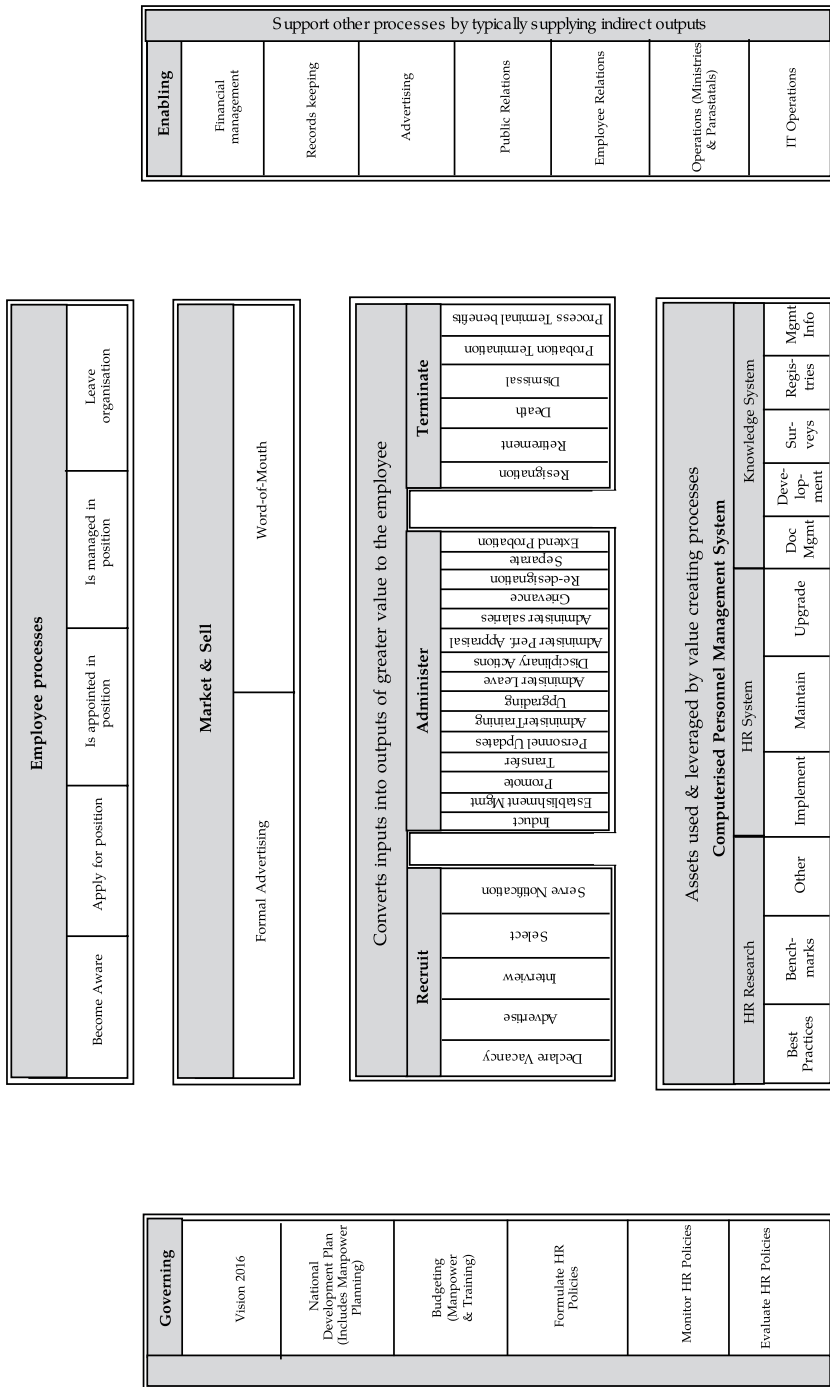 Governing
Vision 2016
National
Development Plan
(Includes Manpower
Planning)
Budgeting
(Manpower
& Training)
Formulate HR
Policies
Monitor HR Policies
Evaluate HR Policies
Employee processes
Become Aware
Apply for position
Is appointed in
position
Is managed in
position
Leave
organisation
Market & Sell
Formal Advertising
Word-of-Mouth
Converts inputs into outputs of greater value to the employee
Recruit
Declare Vacancy
Advertise
Interview
Select
Serve Notification
Administer
Induct
Establishment Mgmt
Promote
Transfer
Personnel Updates
AdministerTraining
Upgrading
Administer Leave
Disciplinary Actions
Administer Perf. Appraisal
Administer salaries
Grievance
Re-designation
Separate
Extend Probation
Terminate
Resignation
Retirement
Death
Dismissal
Probation Termination
Process Terminal benefits
Assets used & leveraged by value creating processes
Computerised Personnel Management System
HR Research
Best
Practices
Bench-
marks
Other
HR System
Implement
Maintain
Upgrade
Knowledge System
Doc
Mgmt
Deve-
lop-
ment
Sur-
veys
Regis-
tries
Mgmt
Info
Enabling
Financial
management
Records keeping
Advertising
Public Relations
Employee Relations
Operations (Ministries
& Parastatals)
IT Operations
Support other processes by typically supplying indirect outputs